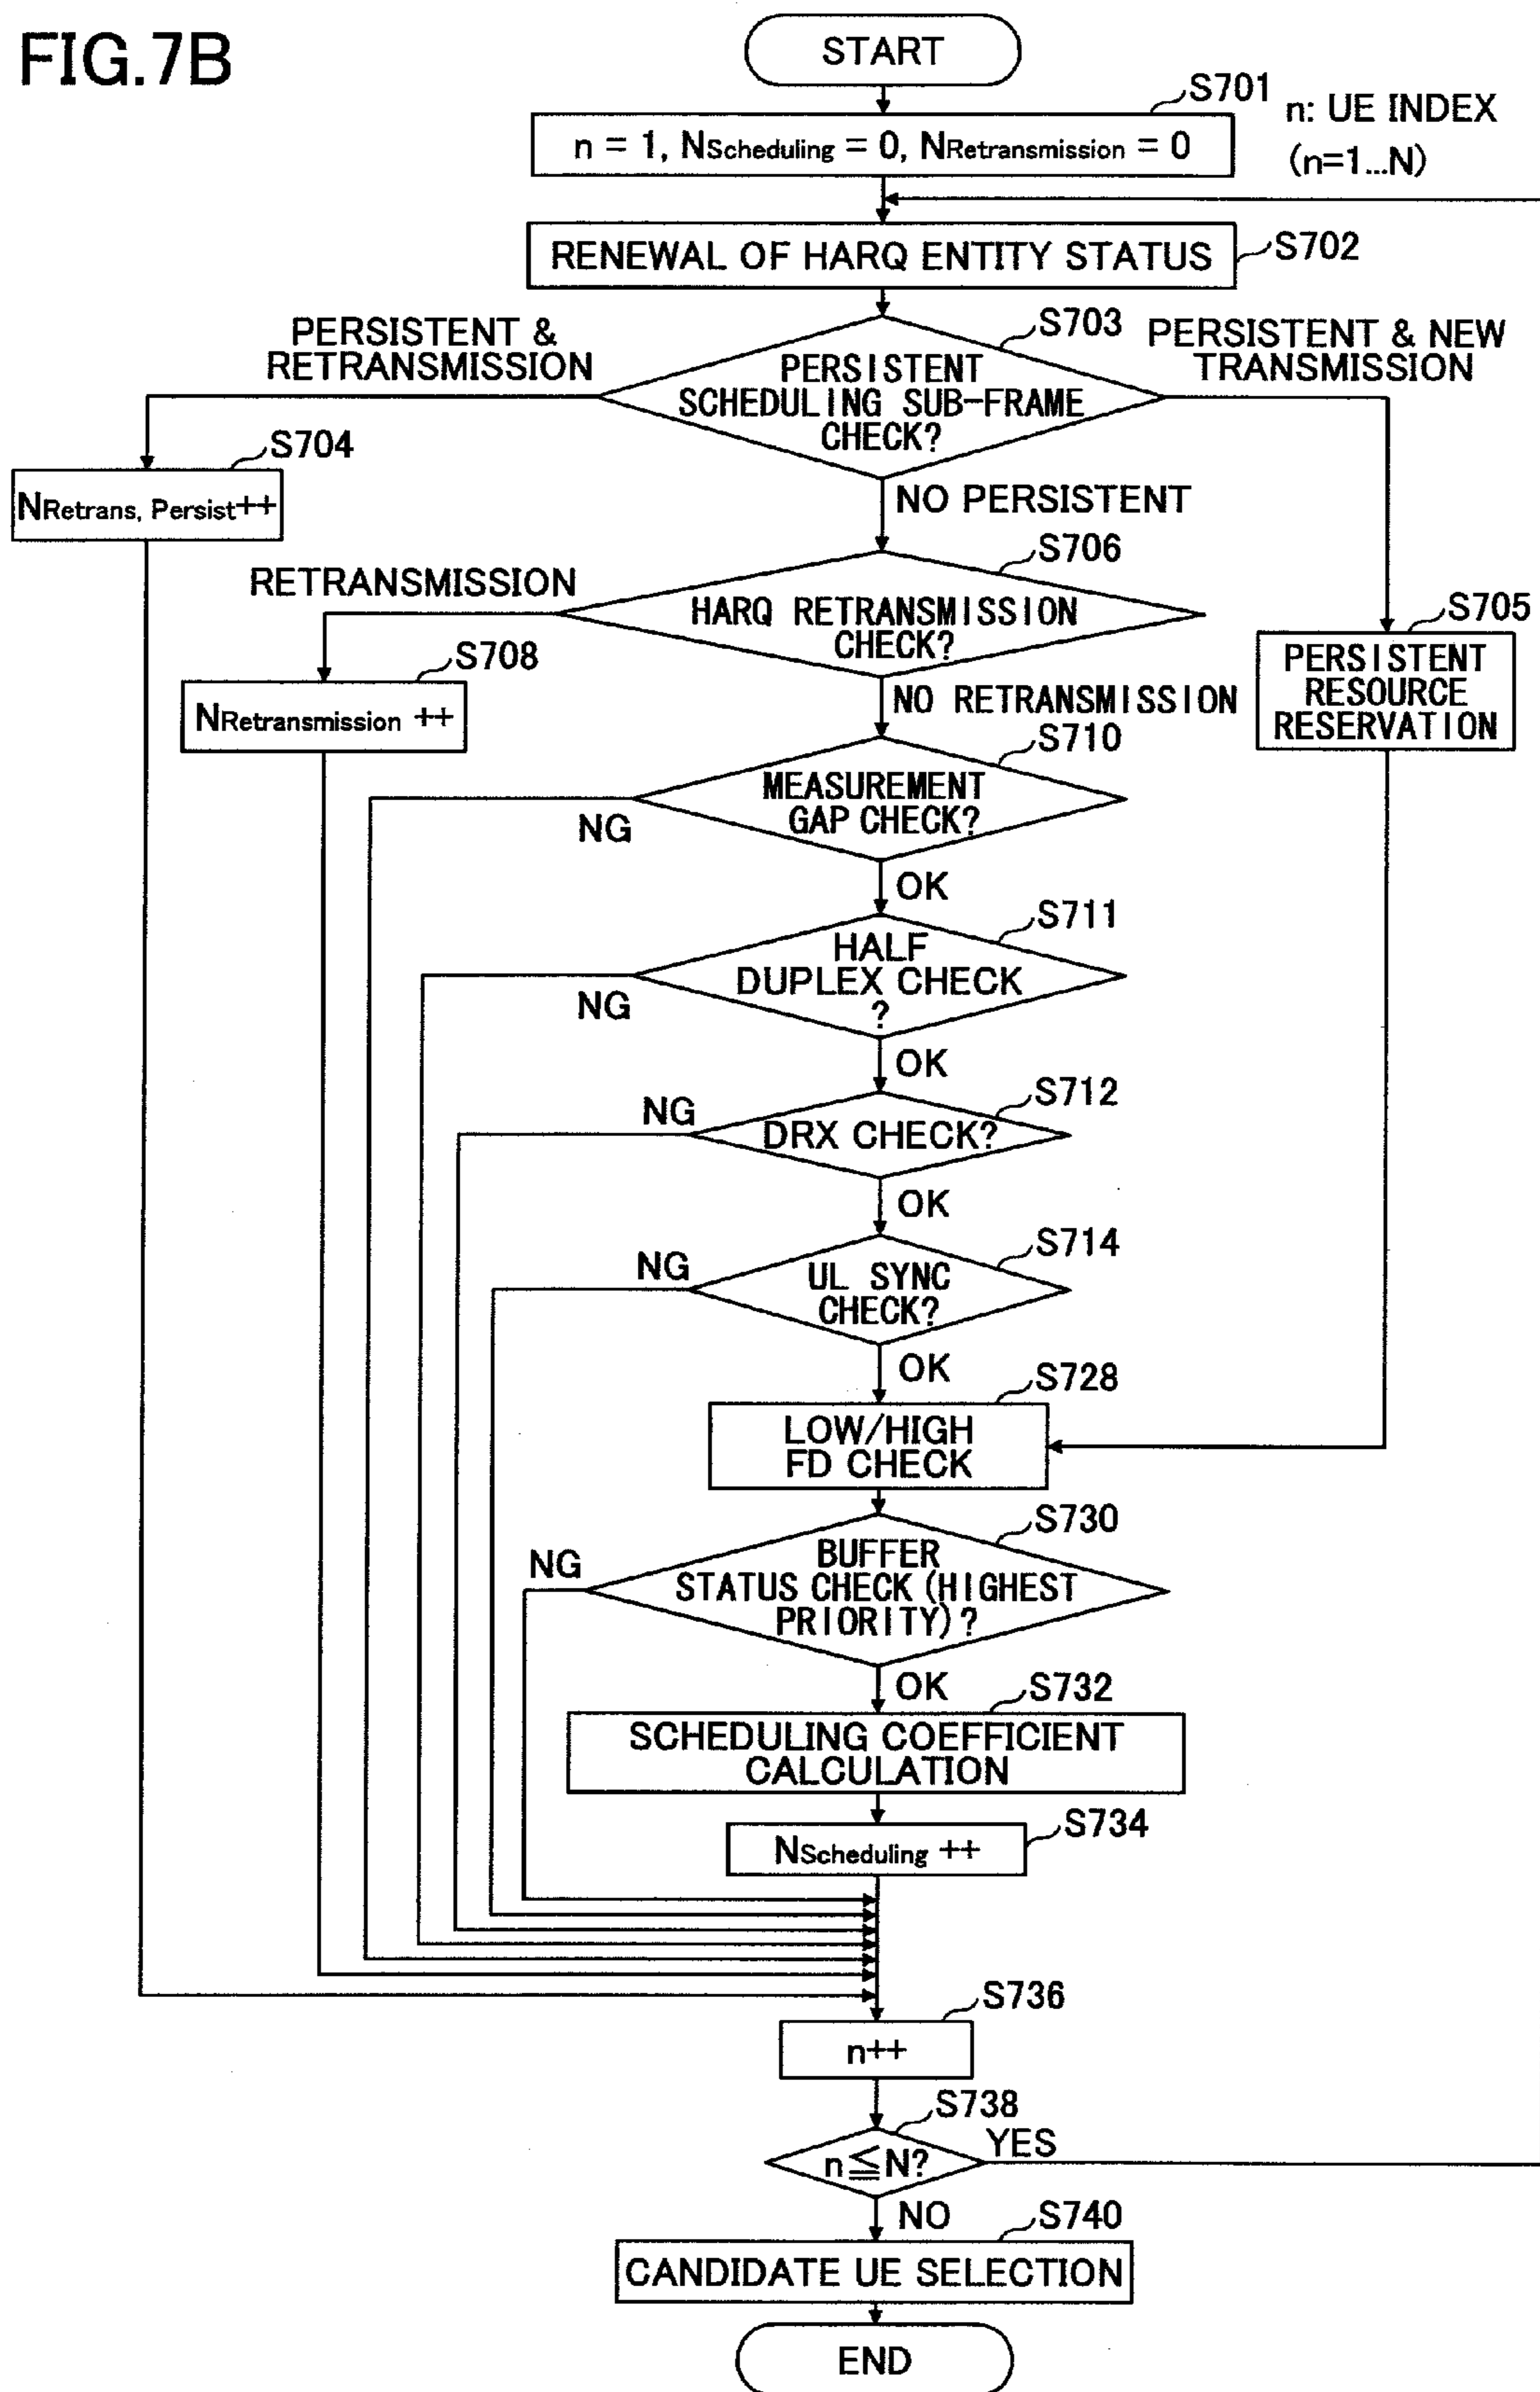 FIG.7B
START
S701
n: UE INDEX
(n=1...N)
n = 1, NScheduling = 0, NRetransmission = 0
RENEWAL OF HARQ ENTITY STATUS
S702
S703
PERSISTENT &
RETRANSMISSION
PERSISTENT & NEW
TRANSMISSION
PERSISTENT
SCHEDULING SUB-FRAME
CHECK?
S704
NRetrans, Persist++
NO PERSISTENT
S706
RETRANSMISSION
HARQ RETRANSMISSION
CHECK?
S705
PERSISTENT
RESOURCE
RESERVATION
S708
NRetransmission ++
NO RETRANSMISSION
S710
MEASUREMENT
GAP CHECK?
NG
OK
S711
HALF
DUPLEX CHECK
?
NG
OK
S712
NG
DRX CHECK?
OK
S714
NG
UL SYNC
CHECK?
OK
S728
LOW/HIGH
FD CHECK
S730
NG
BUFFER
STATUS CHECK (HIGHEST
PRIORITY) ?
OK
S732
SCHEDULING COEFFICIENT
CALCULATION
S734
NScheduling ++
S736
n++
S738
n≦N?
YES
NO
S740
CANDIDATE UE SELECTION
END